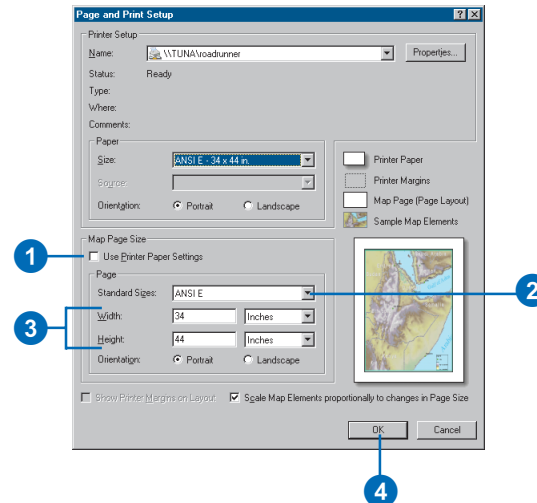 Page and Print Setup
Printer Setup
Name: \\TUNA\roadrunner Properties...
Status: Ready
Type:
Where:
Comments:
Paper
Size: ANSI E - 34 x 44 in.
Source:
Orientation: Portrait Landscape
Printer Paper
Printer Margins
Map Page (Page Layout)
Sample Map Elements
Map Page Size
1 Use Printer Paper Settings
Page
Standard Sizes: ANSI E 2
3 Width: 34 Inches
Height: 44 Inches
Orientation: Portrait Landscape
Show Printer Margins on Layout Scale Map Elements proportionally to changes in Page Size
OK Cancel
4